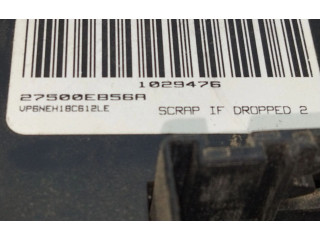 1029476
27500EB56A
VP6NEH18C612LE
SCRAP IF DROPPED 2